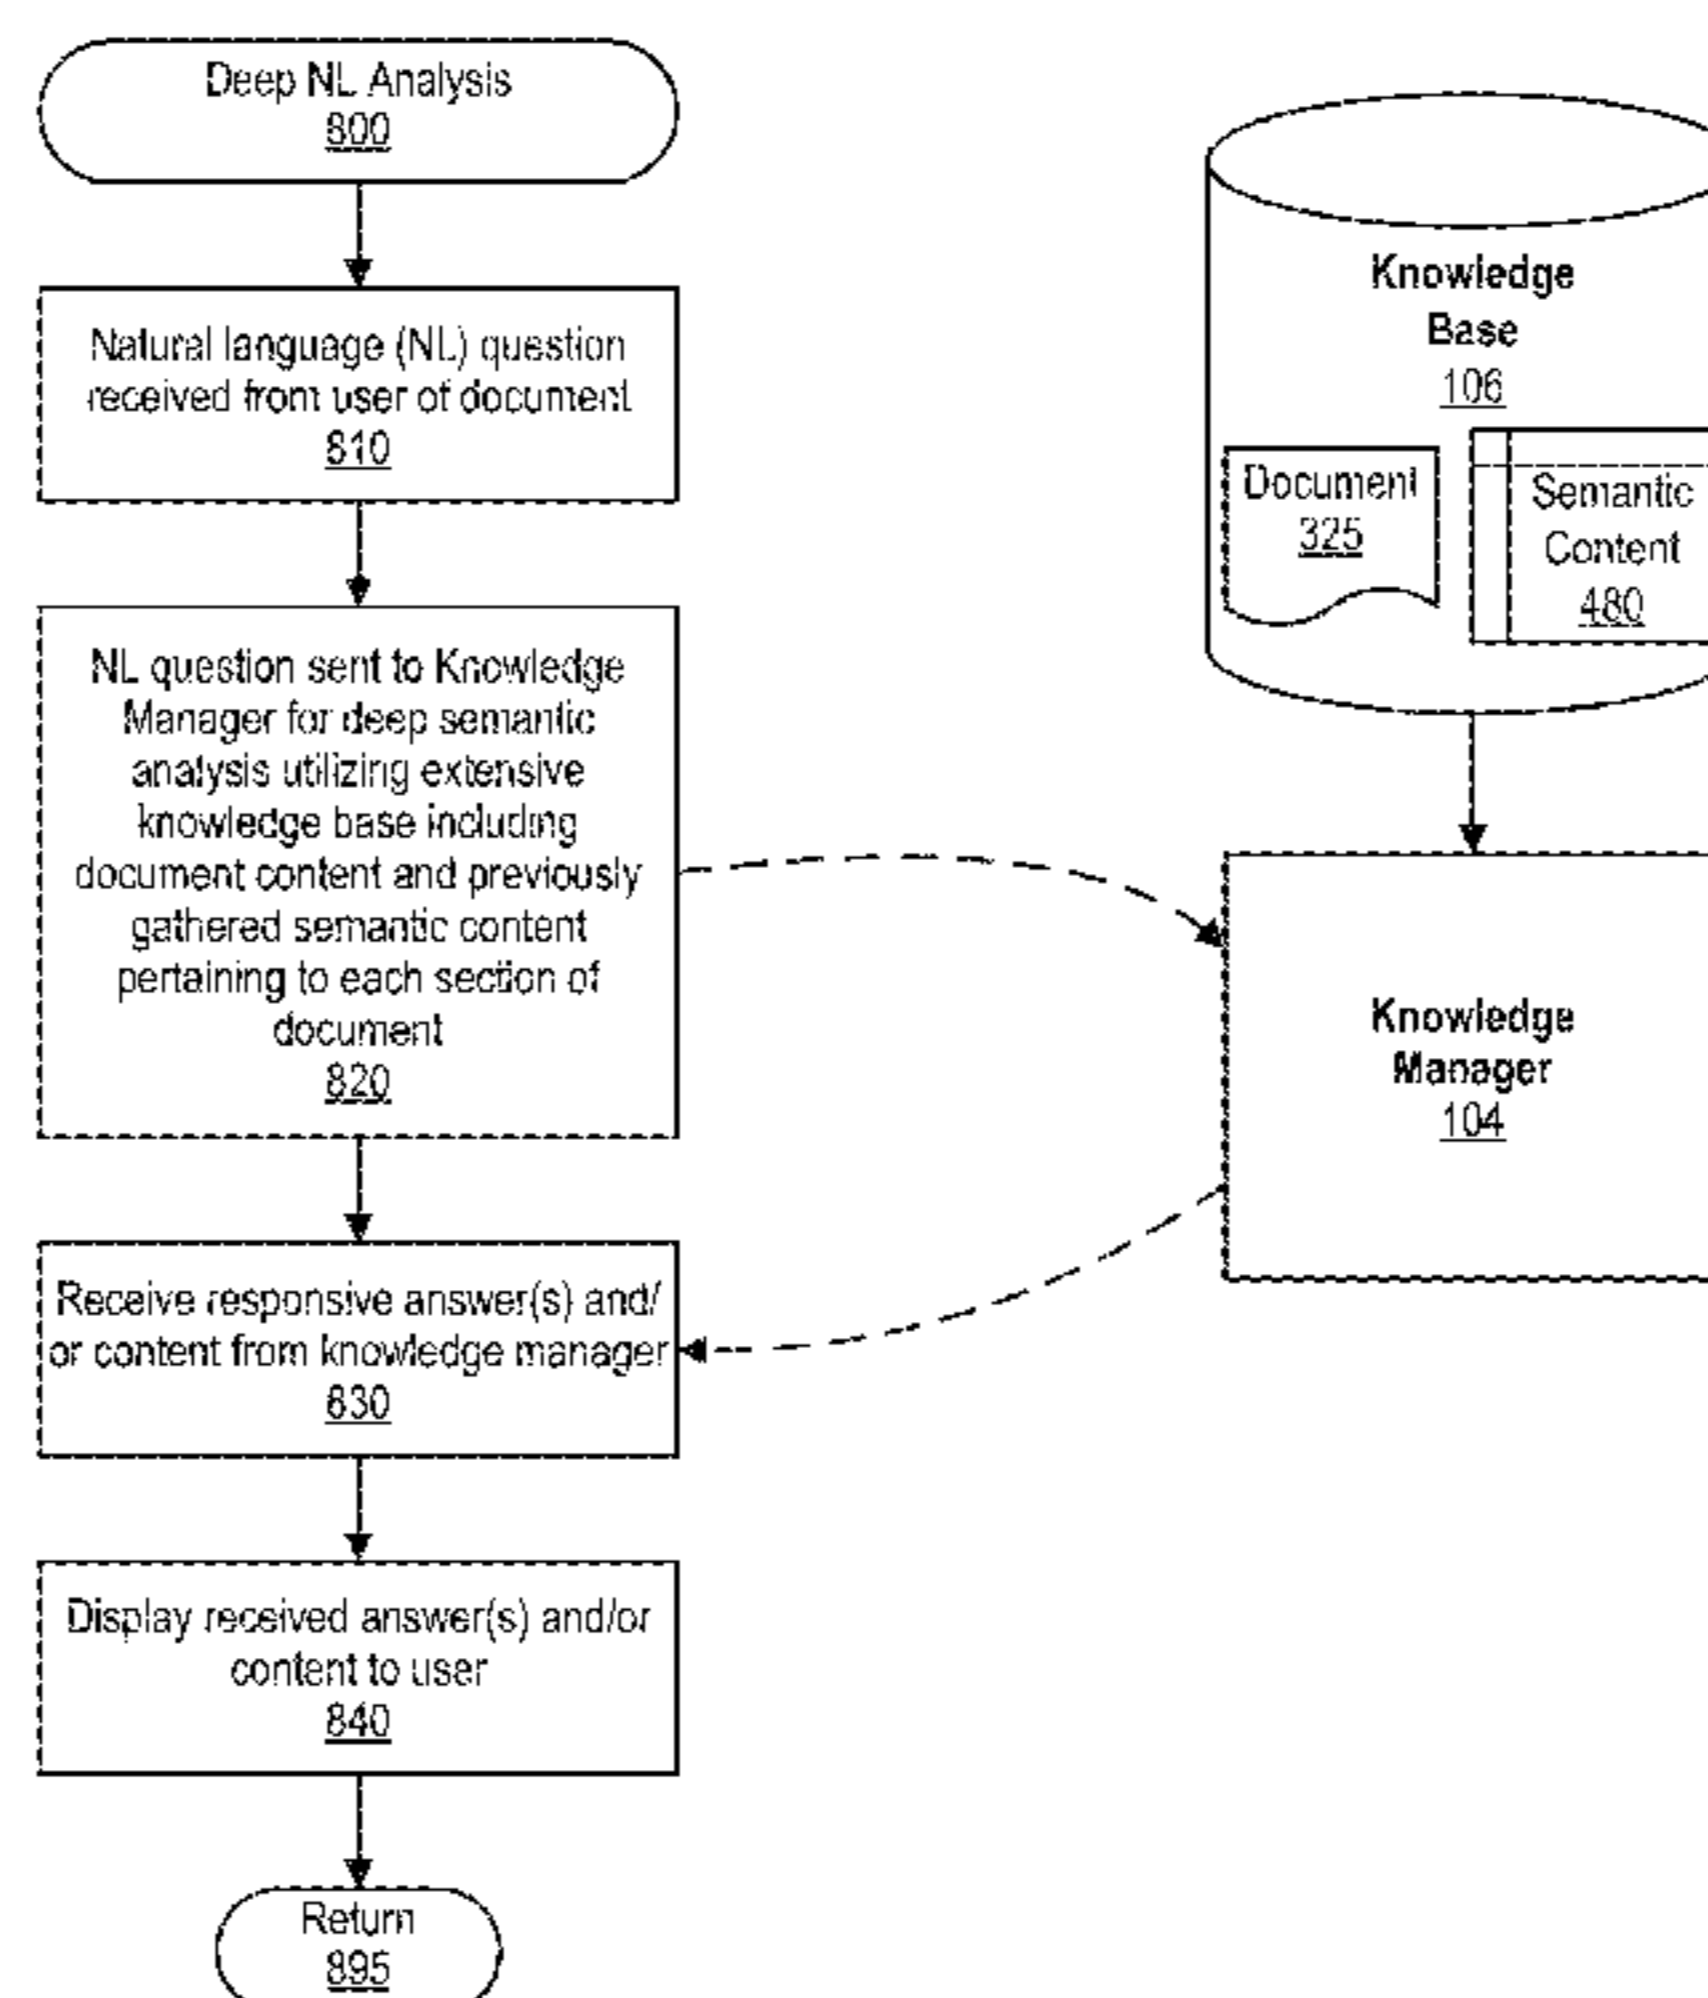 Deep NL Analysis
800
Natural language (NL) question
received from user of document
810
NL question sent to Knowledge
Manager for deep semantic
analysis utilizing extensive
knowledge base including
document content and previously
gathered semantic content
pertaining to each section of
document
820
Receive responsive answer(s) and/
or content from knowledge manager
830
Display received answer(s) and/or
content to user
840
Return
895
Knowledge
Base
106
Document
325
Semantic
Content
480
Knowledge
Manager
104